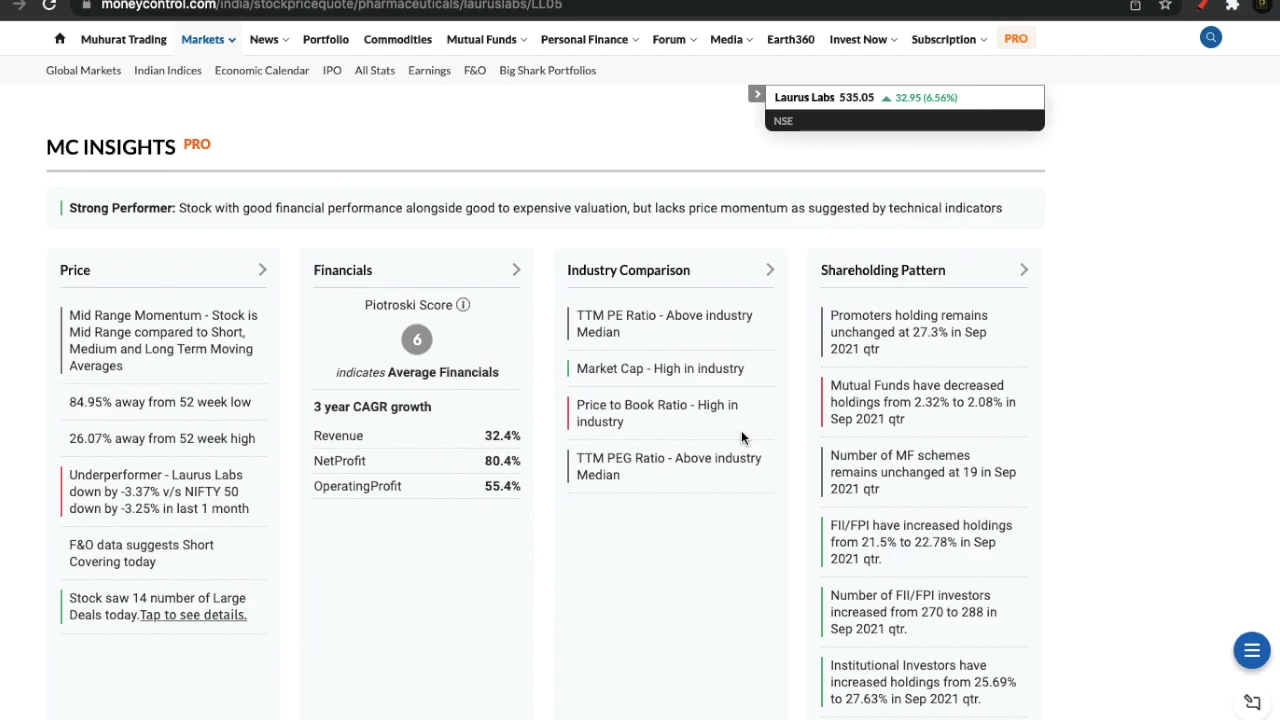 moneycontrol.com/india/stockpricequote/pharmaceuticals/lauruslabs/LL05
Muhurat Trading Markets News Portfolio Commodities Mutual Funds Personal Finance Forum Media Earth360 Invest Now Subscription PRO
Global Markets Indian Indices Economic Calendar IPO All Stats Earnings F&O Big Shark Portfolios
Laurus Labs 535.05 32.95 (6.56%)
NSE
MC INSIGHTS PRO
Strong Performer: Stock with good financial performance alongside good to expensive valuation, but lacks price momentum as suggested by technical indicators
Price
Mid Range Momentum - Stock is
Mid Range compared to Short,
Medium and Long Term Moving
Averages
84.95% away from 52 week low
26.07% away from 52 week high
Underperformer - Laurus Labs
down by -3.37% v/s NIFTY 50
down by -3.25% in last 1 month
F&O data suggests Short
Covering today
Stock saw 14 number of Large
Deals today.Tap to see details.
Financials
Piotroski Score
6
indicates Average Financials
3 year CAGR growth
Revenue 32.4%
NetProfit 80.4%
OperatingProfit 55.4%
Industry Comparison
TTM PE Ratio - Above industry
Median
Market Cap - High in industry
Price to Book Ratio - High in
industry
TTM PEG Ratio - Above industry
Median
Shareholding Pattern
Promoters holding remains
unchanged at 27.3% in Sep
2021 qtr
Mutual Funds have decreased
holdings from 2.32% to 2.08% in
Sep 2021 qtr
Number of MF schemes
remains unchanged at 19 in Sep
2021 qtr
FII/FPI have increased holdings
from 21.5% to 22.78% in Sep
2021 qtr.
Number of FII/FPI investors
increased from 270 to 288 in
Sep 2021 qtr.
Institutional Investors have
increased holdings from 25.69%
to 27.63% in Sep 2021 qtr.